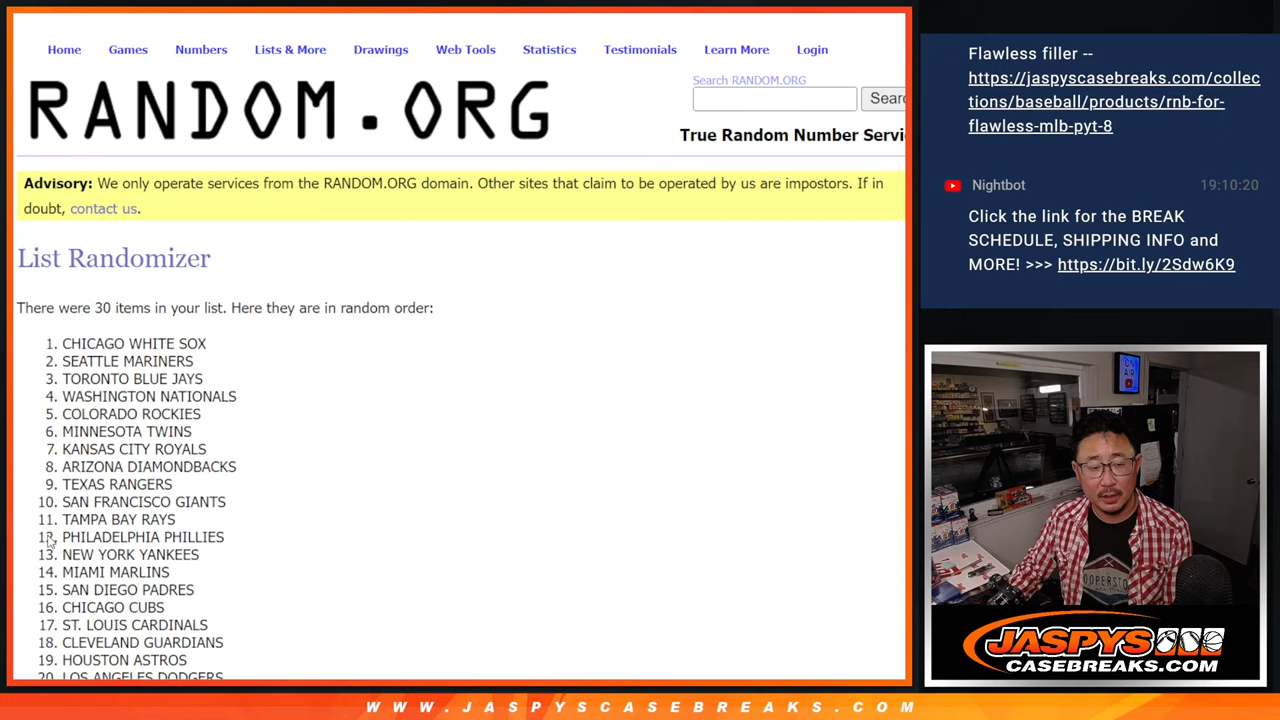 Home Games Numbers Lists & More Drawings Web Tools Statistics Testimonials Learn More Login
RANDOM.ORG
Search RANDOM.ORG
Sear
True Random Number Servi
Advisory: We only operate services from the RANDOM.ORG domain. Other sites that claim to be operated by us are impostors. If in
doubt, contact us.
List Randomizer
There were 30 items in your list. Here they are in random order:
1. CHICAGO WHITE SOX
2. SEATTLE MARINERS
3. TORONTO BLUE JAYS
4. WASHINGTON NATIONALS
5. COLORADO ROCKIES
6. MINNESOTA TWINS
7. KANSAS CITY ROYALS
8. ARIZONA DIAMONDBACKS
9. TEXAS RANGERS
10. SAN FRANCISCO GIANTS
11. TAMPA BAY RAYS
12. PHILADELPHIA PHILLIES
13. NEW YORK YANKEES
14. MIAMI MARLINS
15. SAN DIEGO PADRES
16. CHICAGO CUBS
17. ST. LOUIS CARDINALS
18. CLEVELAND GUARDIANS
19. HOUSTON ASTROS
20. LOS ANGELES DODGERS
Flawless filler --
https://jaspyscasebreaks.com/collec
tions/baseball/products/rnb-for-
flawless-mlb-pyt-8
Nightbot 19:10:20
Click the link for the BREAK
SCHEDULE, SHIPPING INFO and
MORE! >>> https://bit.ly/2Sdw6K9
ON
AIR
JASPYS
CASEBREAKS.COM
WWW.JASPYSCASEBREAKS.COM